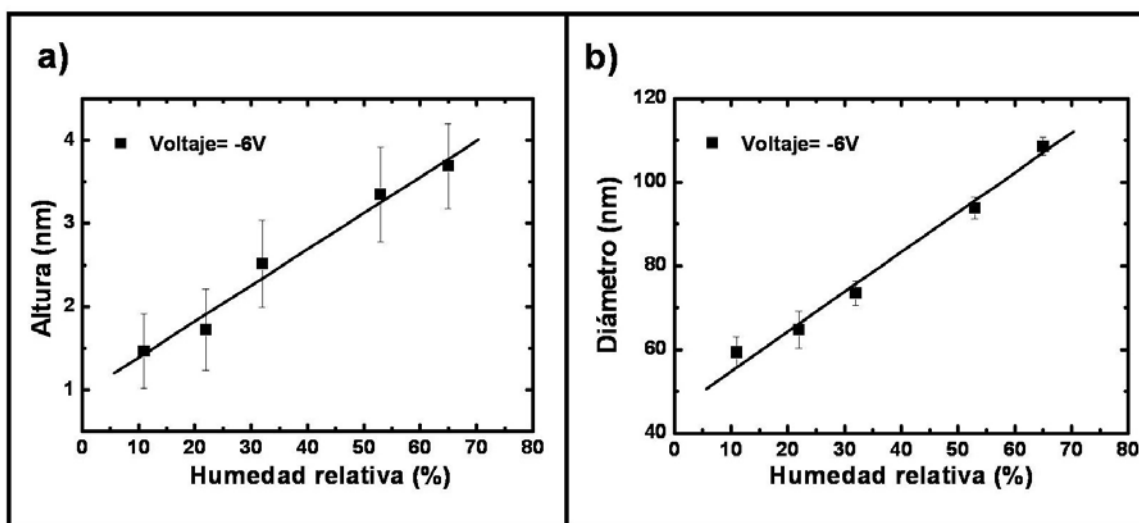 a)
Voltaje= -6V
Altura (nm)
4
3
2
1
0 10 20 30 40 50 60 70 80
Humedad relativa (%)
b)
Voltaje= -6V
Diámetro (nm)
120
100
80
60
40
0 10 20 30 40 50 60 70 80
Humedad relativa (%)